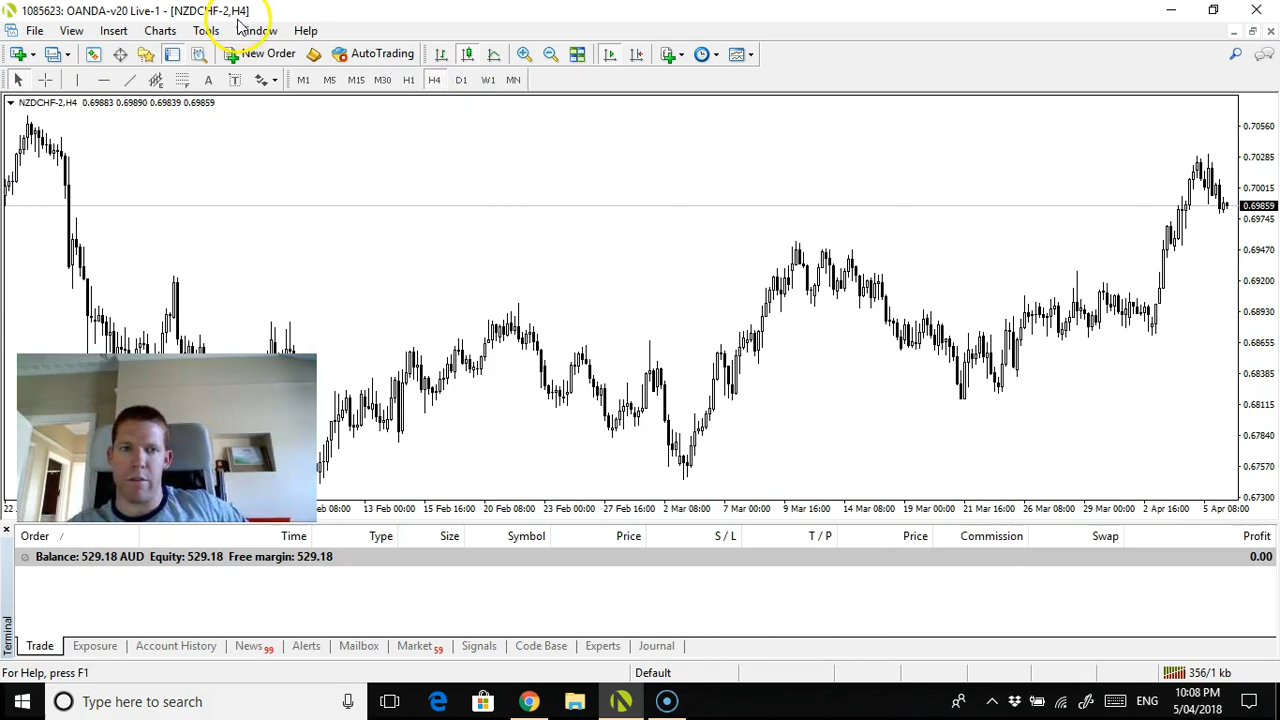 1085623: OANDA-v20 Live-1 - [NZDCHF-2,H4]
File View Insert Charts Tools Window Help
New Order AutoTrading
A T M1 M5 M15 M30 H1 H4 D1 W1 MN
NZDCHF-2,H4 0.69883 0.69890 0.69839 0.69859
0.70560
0.70285
0.70015
0.69859
0.69745
0.69470
0.69200
0.68930
0.68655
0.68385
0.68115
0.67840
0.67570
0.67300
22 Feb 08:00 13 Feb 00:00 15 Feb 16:00 20 Feb 08:00 23 Feb 00:00 27 Feb 16:00 2 Mar 08:00 7 Mar 00:00 9 Mar 16:00 14 Mar 08:00 19 Mar 00:00 21 Mar 16:00 26 Mar 08:00 29 Mar 00:00 2 Apr 16:00 5 Apr 08:00
Order / Time Type Size Symbol Price S / L T / P Price Commission Swap Profit
Balance: 529.18 AUD Equity: 529.18 Free margin: 529.18 0.00
Terminal
Trade Exposure Account History News 99 Alerts Mailbox Market 59 Signals Code Base Experts Journal
For Help, press F1 Default 356/1 kb
Type here to search ENG 10:08 PM
5/04/2018